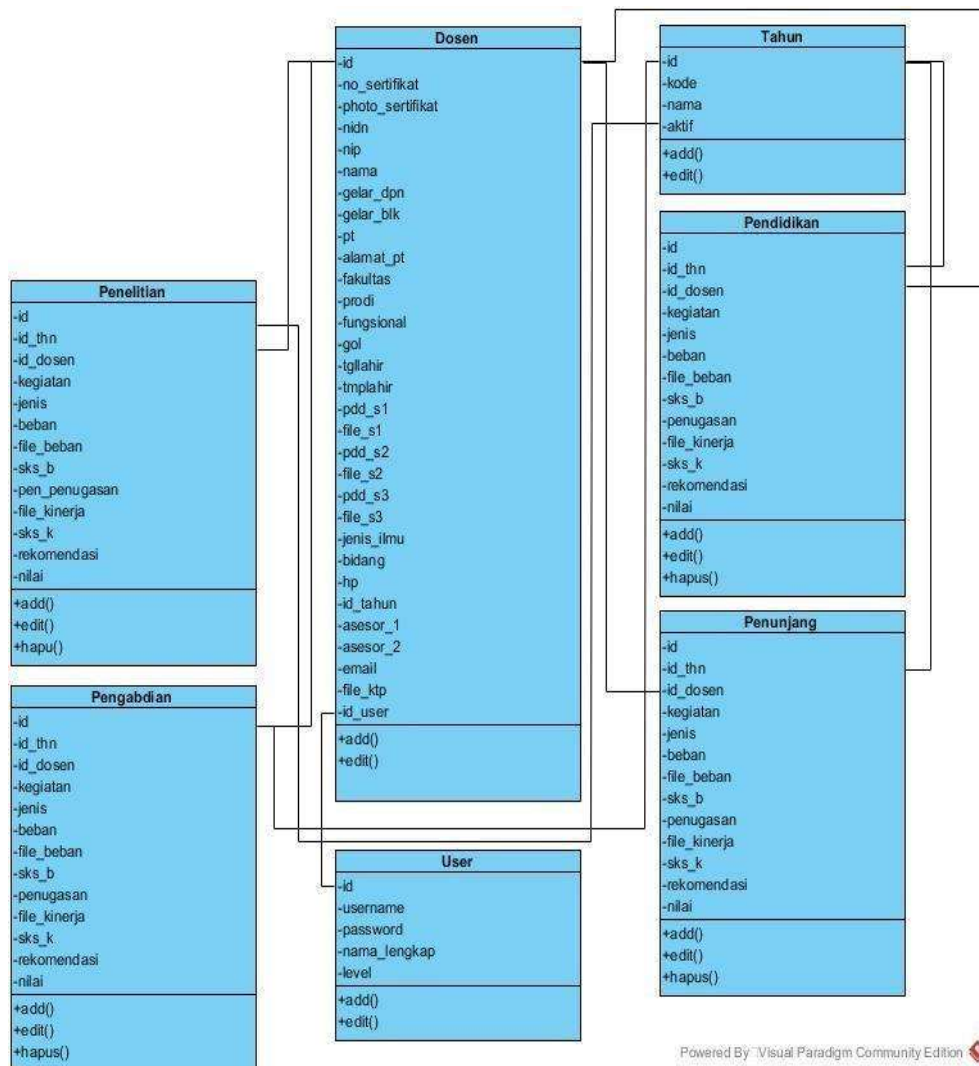 Dosen
-id
-no_sertifikat
-photo_sertifikat
-nidn
-nip
-nama
-gelar_dpn
-gelar_blk
-pt
-alamat_pt
-fakultas
-prodi
-fungsional
-gol
-tgllahir
-tmplahir
-pdd_s1
-file_s1
-pdd_s2
-file_s2
-pdd_s3
-file_s3
-jenis_ilmu
-bidang
-hp
-id_tahun
-asesor_1
-asesor_2
-email
-file_ktp
-id_user
+add()
+edit()
Tahun
-id
-kode
-nama
-aktif
+add()
+edit()
Pendidikan
-id
-id_thn
-id_dosen
-kegiatan
-jenis
-beban
-file_beban
-sks_b
-penugasan
-file_kinerja
-sks_k
-rekomendasi
-nilai
+add()
+edit()
+hapus()
Penelitian
-id
-id_thn
-id_dosen
-kegiatan
-jenis
-beban
-file_beban
-sks_b
-pen_penugasan
-file_kinerja
-sks_k
-rekomendasi
-nilai
+add()
+edit()
+hapu()
Penunjang
-id
-id_thn
-id_dosen
-kegiatan
-jenis
-beban
-file_beban
-sks_b
-penugasan
-file_kinerja
-sks_k
-rekomendasi
-nilai
+add()
+edit()
+hapus()
Pengabdian
-id
-id_thn
-id_dosen
-kegiatan
-jenis
-beban
-file_beban
-sks_b
-penugasan
-file_kinerja
-sks_k
-rekomendasi
-nilai
+add()
+edit()
+hapus()
User
-id
-username
-password
-nama_lengkap
-level
+add()
+edit()
Powered By Visual Paradigm Community Edition